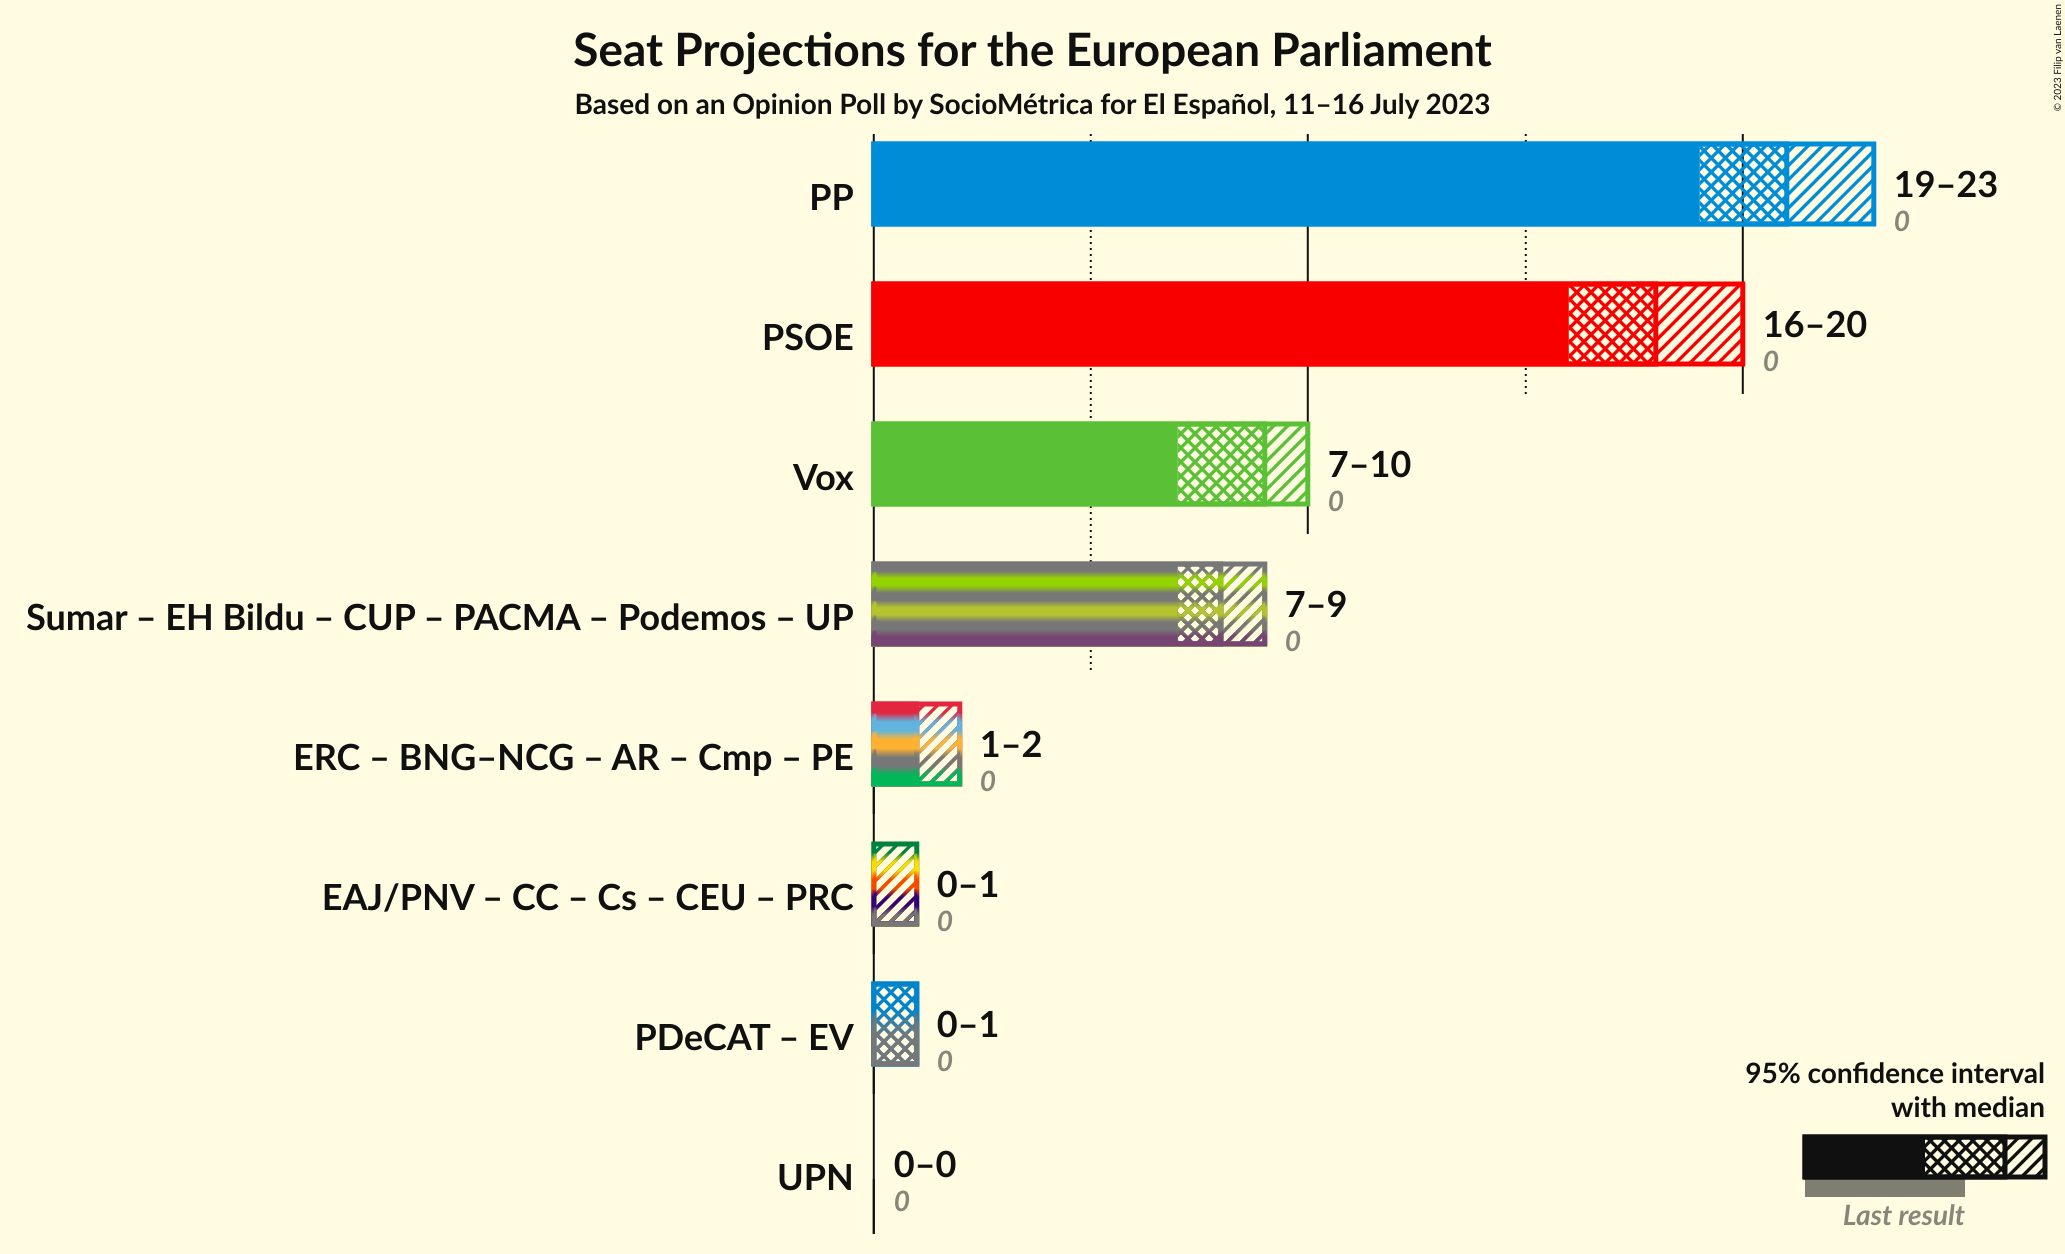 Seat Projections for the European Parliament
Based on an Opinion Poll by SocioMétrica for El Español, 11–16 July 2023
© 2023 Filip van Laenen
PP
19–23
0
PSOE
16–20
0
Vox
7–10
0
Sumar – EH Bildu – CUP – PACMA – Podemos – UP
7–9
0
ERC – BNG–NCG – AR – Cmp – PE
1–2
0
EAJ/PNV – CC – Cs – CEU – PRC
0–1
0
PDeCAT – EV
0–1
0
UPN
0–0
0
95% confidence interval
with median
Last result